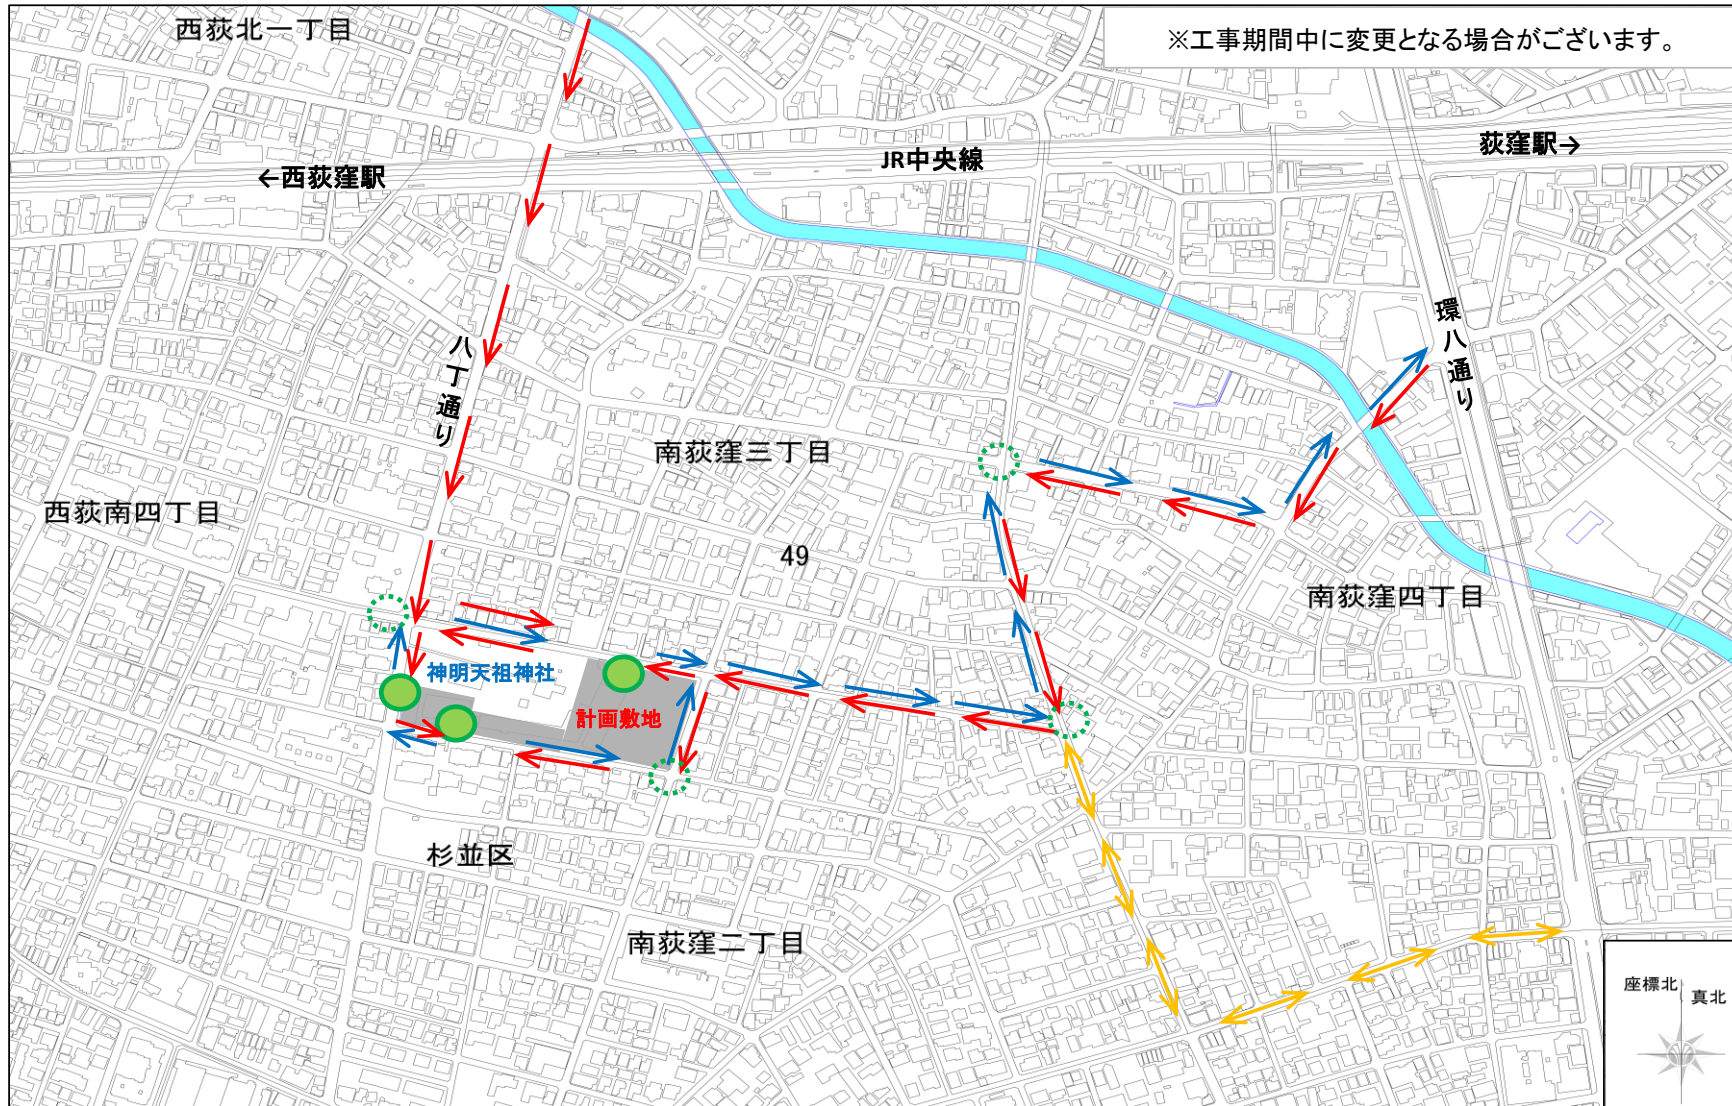 西荻北一丁目
※工事期間中に変更となる場合がございます。
荻窪駅→
JR中央線
←西荻窪駅
環八通り
八丁通り
南荻窪三丁目
西荻南四丁目
49
南荻窪四丁目
神明天祖神社
計画敷地
杉並区
南荻窪二丁目
座標北
真北